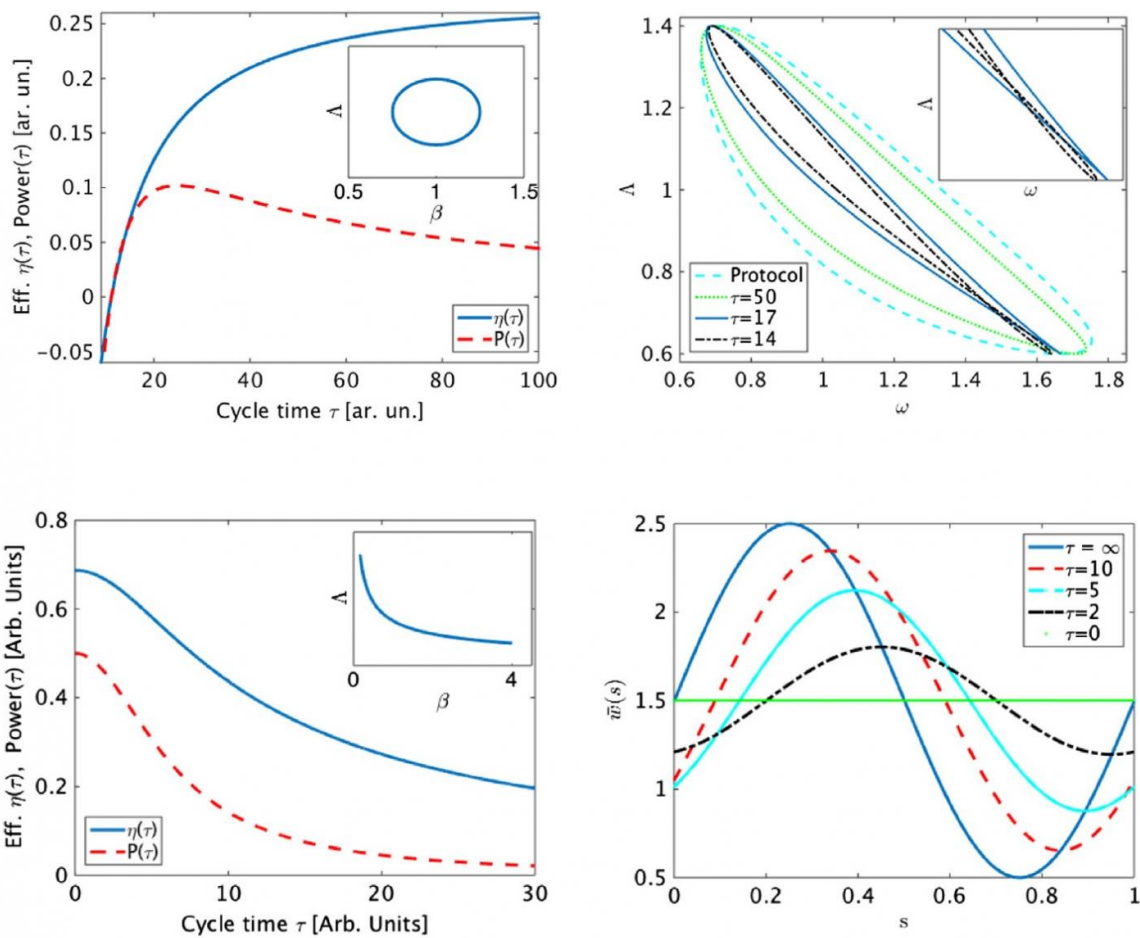 0.25
0.2
0.15
0.1
0.05
0
−0.05
Eff. η(τ), Power(τ) [ar. un.]
20 40 60 80 100
Cycle time τ [ar. un.]
Λ
0.5 1 1.5
β
η(τ)
P(τ)
1.4
1.2
1
0.8
0.6
Λ
0.6 0.8 1 1.2 1.4 1.6 1.8
ω
Λ
ω
Protocol
τ=50
τ=17
τ=14
0.8
0.6
0.4
0.2
0
Eff. η(τ), Power(τ) [Arb. Units]
0 10 20 30
Cycle time τ [Arb. Units]
Λ
0 4
β
η(τ)
P(τ)
2.5
2
1.5
1
0.5
w̄(s)
0 0.2 0.4 0.6 0.8 1
s
τ = ∞
τ=10
τ=5
τ=2
τ=0